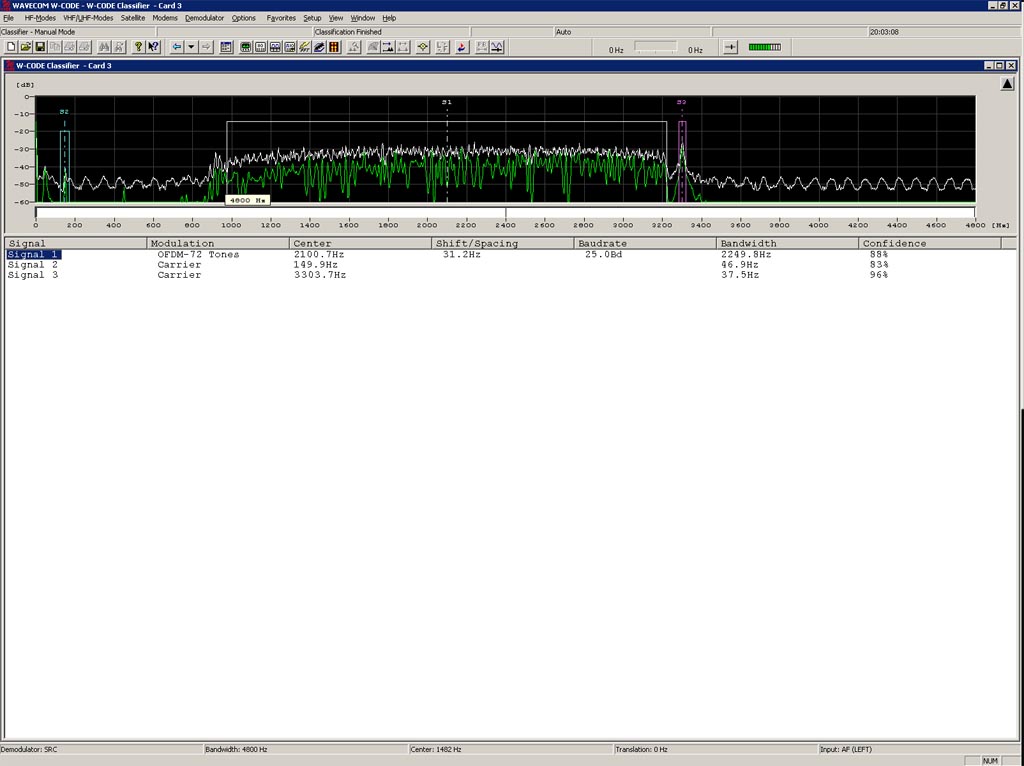 WAVECOM W-CODE - W-CODE Classifier - Card 3
File HF-Modes VHF/UHF-Modes Satellite Modems Demodulator Options Favorites Setup View Window Help
Classifier - Manual Mode Classification Finished Auto 20:03:08
0 Hz 0 Hz
W-CODE Classifier - Card 3
[dB]
0
-10
-20
-30
-40
-50
-60
S2 S1 S3
4800 Hz
0 200 400 600 800 1000 1200 1400 1600 1800 2000 2200 2400 2600 2800 3000 3200 3400 3600 3800 4000 4200 4400 4600 4800 [Hz]
Signal Modulation Center Shift/Spacing Baudrate Bandwidth Confidence
Signal 1 OFDM-72 Tones 2100.7Hz 31.2Hz 25.0Bd 2249.8Hz 88%
Signal 2 Carrier 149.9Hz 46.9Hz 83%
Signal 3 Carrier 3303.7Hz 37.5Hz 96%
Demodulator: SRC Bandwidth: 4800 Hz Center: 1482 Hz Translation: 0 Hz Input: AF (LEFT)
NUM